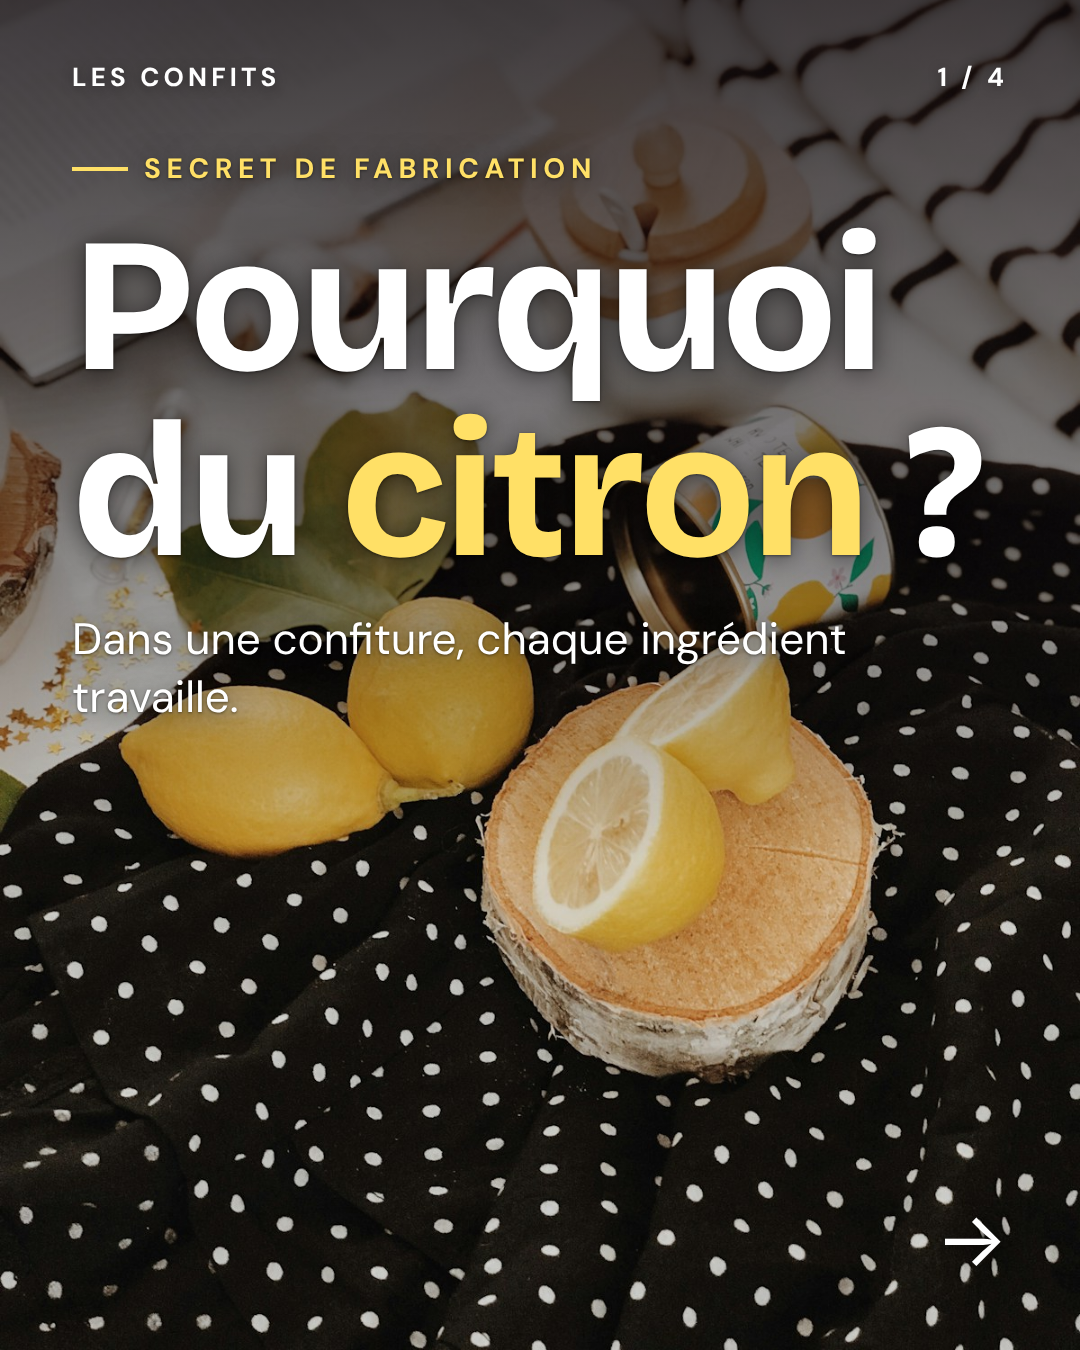 LES CONFITS
1 / 4
SECRET DE FABRICATION
Pourquoi
du citron ?
Dans une confiture, chaque ingrédient
travaille.